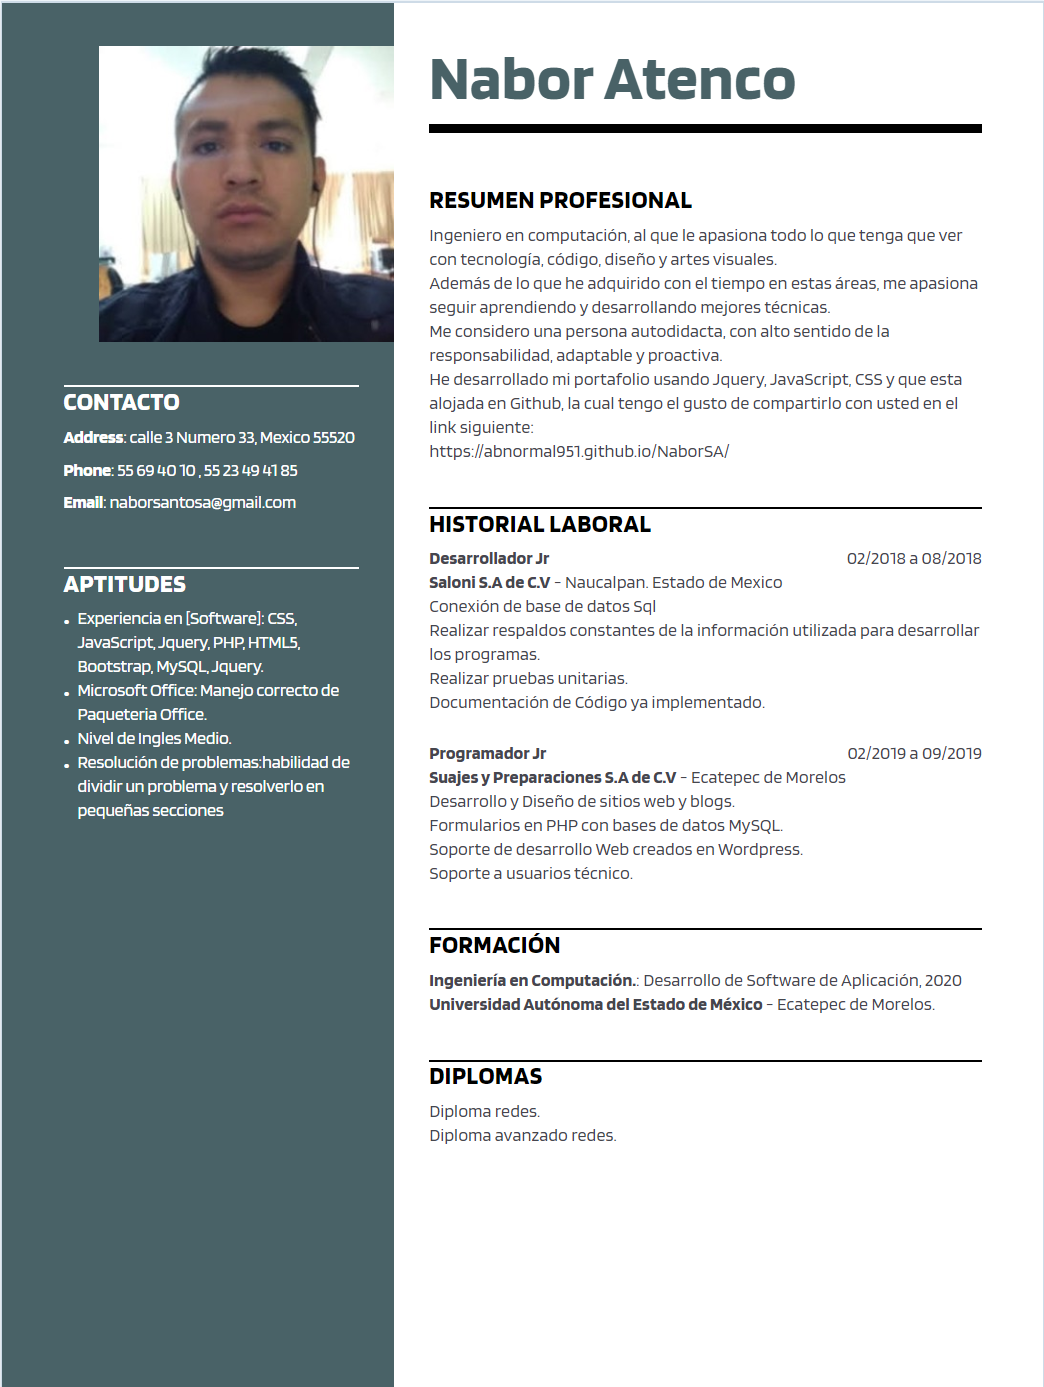 Nabor Atenco
CONTACTO
Address: calle 3 Numero 33, Mexico 55520
Phone: 55 69 40 10 , 55 23 49 41 85
Email: naborsantosa@gmail.com
APTITUDES
• Experiencia en [Software]: CSS,
JavaScript, Jquery, PHP, HTML5,
Bootstrap, MySQL, Jquery.
• Microsoft Office: Manejo correcto de
Paqueteria Office.
• Nivel de Ingles Medio.
• Resolución de problemas:habilidad de
dividir un problema y resolverlo en
pequeñas secciones
RESUMEN PROFESIONAL
Ingeniero en computación, al que le apasiona todo lo que tenga que ver
con tecnología, código, diseño y artes visuales.
Además de lo que he adquirido con el tiempo en estas áreas, me apasiona
seguir aprendiendo y desarrollando mejores técnicas.
Me considero una persona autodidacta, con alto sentido de la
responsabilidad, adaptable y proactiva.
He desarrollado mi portafolio usando Jquery, JavaScript, CSS y que esta
alojada en Github, la cual tengo el gusto de compartirlo con usted en el
link siguiente:
https://abnormal951.github.io/NaborSA/
HISTORIAL LABORAL
Desarrollador Jr 02/2018 a 08/2018
Saloni S.A de C.V - Naucalpan. Estado de Mexico
Conexión de base de datos Sql
Realizar respaldos constantes de la información utilizada para desarrollar
los programas.
Realizar pruebas unitarias.
Documentación de Código ya implementado.
Programador Jr 02/2019 a 09/2019
Suajes y Preparaciones S.A de C.V - Ecatepec de Morelos
Desarrollo y Diseño de sitios web y blogs.
Formularios en PHP con bases de datos MySQL.
Soporte de desarrollo Web creados en Wordpress.
Soporte a usuarios técnico.
FORMACIÓN
Ingeniería en Computación.: Desarrollo de Software de Aplicación, 2020
Universidad Autónoma del Estado de México - Ecatepec de Morelos.
DIPLOMAS
Diploma redes.
Diploma avanzado redes.